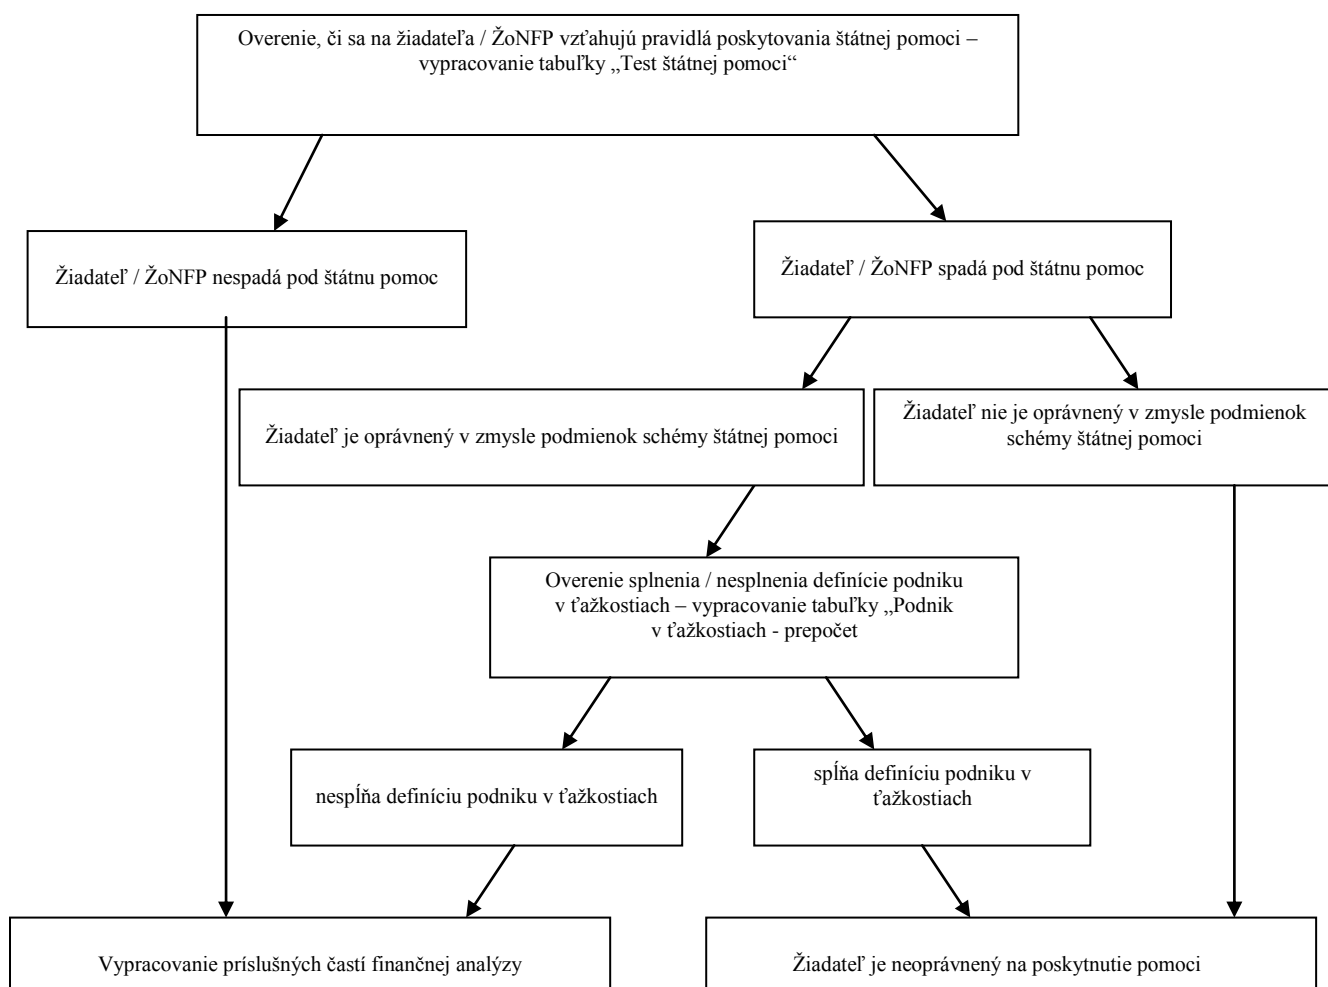 Overenie, či sa na žiadateľa / ŽoNFP vzťahujú pravidlá poskytovania štátnej pomoci –
vypracovanie tabuľky „Test štátnej pomoci“
Žiadateľ / ŽoNFP nespadá pod štátnu pomoc
Žiadateľ / ŽoNFP spadá pod štátnu pomoc
Žiadateľ je oprávnený v zmysle podmienok schémy štátnej pomoci
Žiadateľ nie je oprávnený v zmysle podmienok
schémy štátnej pomoci
Overenie splnenia / nesplnenia definície podniku
v ťažkostiach – vypracovanie tabuľky „Podnik
v ťažkostiach - prepočet
nespĺňa definíciu podniku v ťažkostiach
spĺňa definíciu podniku v
ťažkostiach
Vypracovanie príslušných častí finančnej analýzy
Žiadateľ je neoprávnený na poskytnutie pomoci